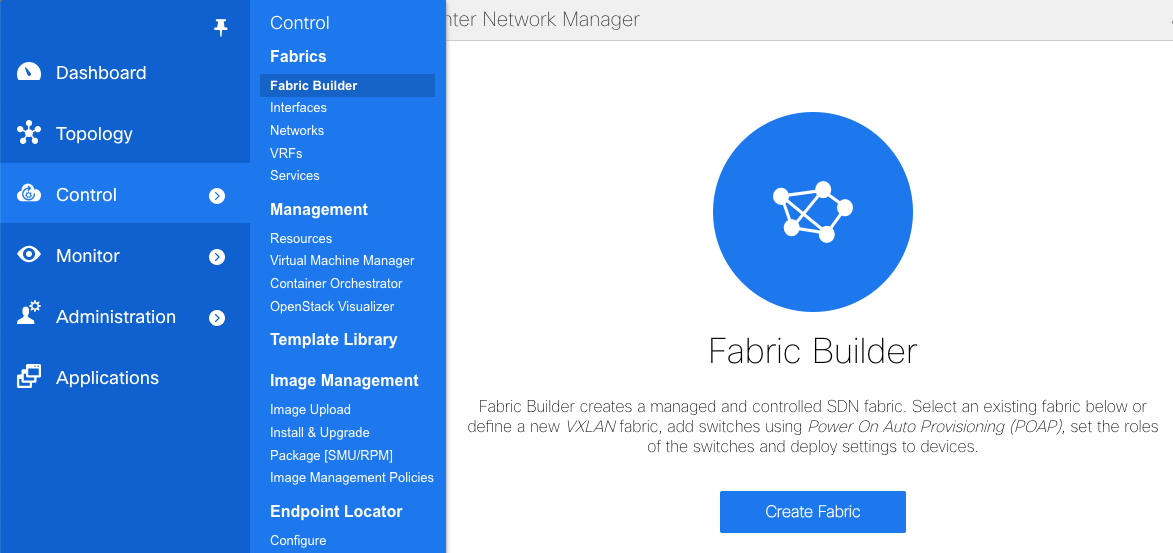 Dashboard
Topology
Control
Monitor
Administration
Applications
Control
Fabrics
Fabric Builder
Interfaces
Networks
VRFs
Services
Management
Resources
Virtual Machine Manager
Container Orchestrator
OpenStack Visualizer
Template Library
Image Management
Image Upload
Install & Upgrade
Package [SMU/RPM]
Image Management Policies
Endpoint Locator
Configure
Network Manager
Fabric Builder
Fabric Builder creates a managed and controlled SDN fabric. Select an existing fabric below or
define a new VXLAN fabric, add switches using Power On Auto Provisioning (POAP), set the roles
of the switches and deploy settings to devices.
Create Fabric